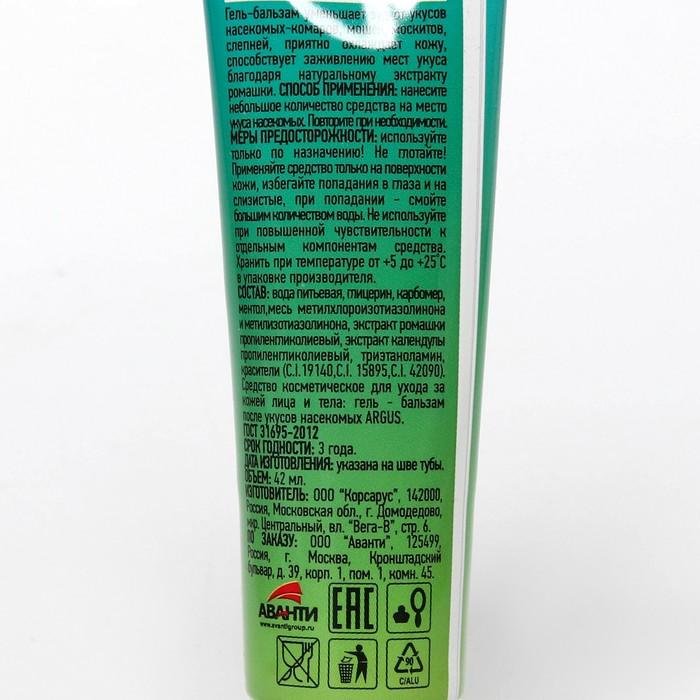 Гель-бальзам уменьшает зуд от укусов
насекомых-комаров, мошек, москитов,
слепней, приятно охлаждает кожу,
способствует заживлению мест укуса
благодаря натуральному экстракту
ромашки. СПОСОБ ПРИМЕНЕНИЯ: нанесите
небольшое количество средства на место
укуса насекомых. Повторите при необходимости.
МЕРЫ ПРЕДОСТОРОЖНОСТИ: используйте
только по назначению! Не глотайте!
Применяйте средство только на поверхности
кожи, избегайте попадания в глаза и на
слизистые, при попадании - смойте
большим количеством воды. Не используйте
при повышенной чувствительности к
отдельным компонентам средства.
Хранить при температуре от +5 до +25°С
в упаковке производителя.
СОСТАВ: вода питьевая, глицерин, карбомер,
ментол,месь метилхлороизотиазолинона
и метилизотиазолинона, экстракт ромашки
пропиленгликолиевый, экстракт календулы
пропиленгликолиевый, триэтаноламин,
красители (C.I.19140,C.I. 15895,C.I. 42090).
Средство косметическое для ухода за
кожей лица и тела: гель - бальзам
после укусов насекомых ARGUS.
ГОСТ 31695-2012
СРОК ГОДНОСТИ: 3 года.
ДАТА ИЗГОТОВЛЕНИЯ: указана на шве тубы.
ОБЪЕМ: 42 мл.
ИЗГОТОВИТЕЛЬ: ООО "Корсарус", 142000,
Россия, Московская обл., г. Домодедово,
мкр. Центральный, вл. "Вега-В", стр. 6.
ПО ЗАКАЗУ: ООО "Аванти", 125499,
Россия, г. Москва, Кронштадский
бульвар, д. 39, корп. 1, пом. 1, комн. 45.
АВАНТИ
www.avantigroup.ru
EAC
90
C/ALU